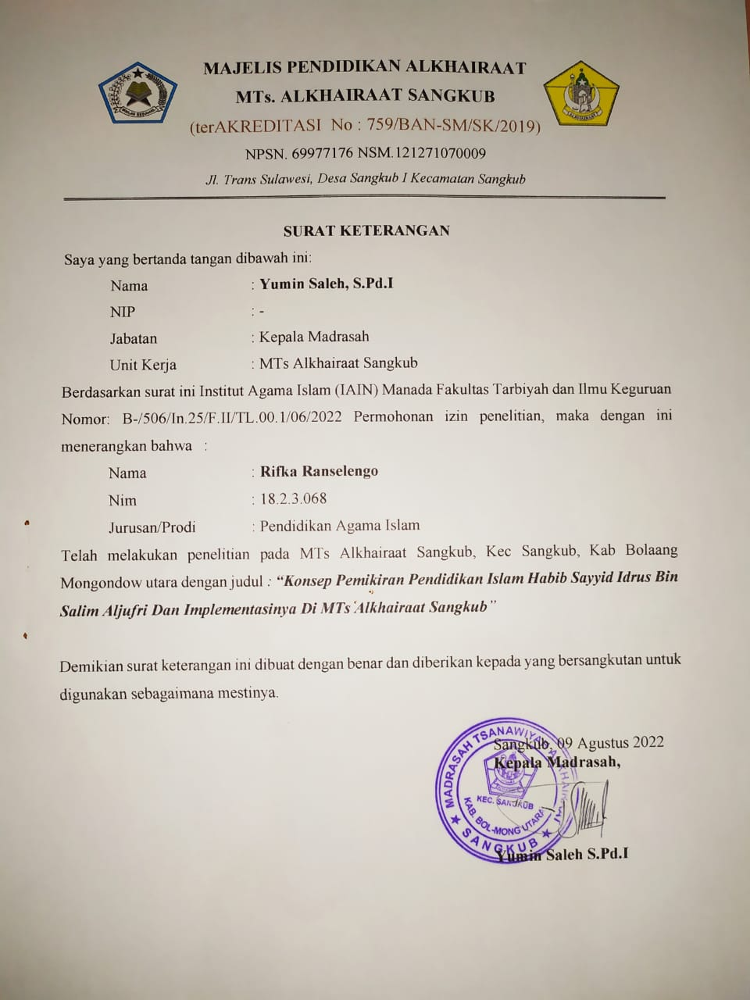 MAJELIS PENDIDIKAN ALKHAIRAAT
MTs. ALKHAIRAAT SANGKUB
(terAKREDITASI No : 759/BAN-SM/SK/2019)
NPSN. 69977176 NSM.121271070009
Jl. Trans Sulawesi, Desa Sangkub I Kecamatan Sangkub
SURAT KETERANGAN
Saya yang bertanda tangan dibawah ini:
Nama : Yumin Saleh, S.Pd.I
NIP : -
Jabatan : Kepala Madrasah
Unit Kerja : MTs Alkhairaat Sangkub
Berdasarkan surat ini Institut Agama Islam (IAIN) Manada Fakultas Tarbiyah dan Ilmu Keguruan
Nomor: B-/506/In.25/F.II/TL.00.1/06/2022 Permohonan izin penelitian, maka dengan ini
menerangkan bahwa :
Nama : Rifka Ranselengo
Nim : 18.2.3.068
Jurusan/Prodi : Pendidikan Agama Islam
Telah melakukan penelitian pada MTs Alkhairaat Sangkub, Kec Sangkub, Kab Bolaang
Mongondow utara dengan judul : “Konsep Pemikiran Pendidikan Islam Habib Sayyid Idrus Bin
Salim Aljufri Dan Implementasinya Di MTs Alkhairaat Sangkub”
Demikian surat keterangan ini dibuat dengan benar dan diberikan kepada yang bersangkutan untuk
digunakan sebagaimana mestinya.
Sangkub, 09 Agustus 2022
Kepala Madrasah,
MADRASAH TSANAWIYAH ALKHAIRAAT
KEC. SANGKUB
KAB. BOL-MONG UTARA
SANGKUB
Yumin Saleh S.Pd.I